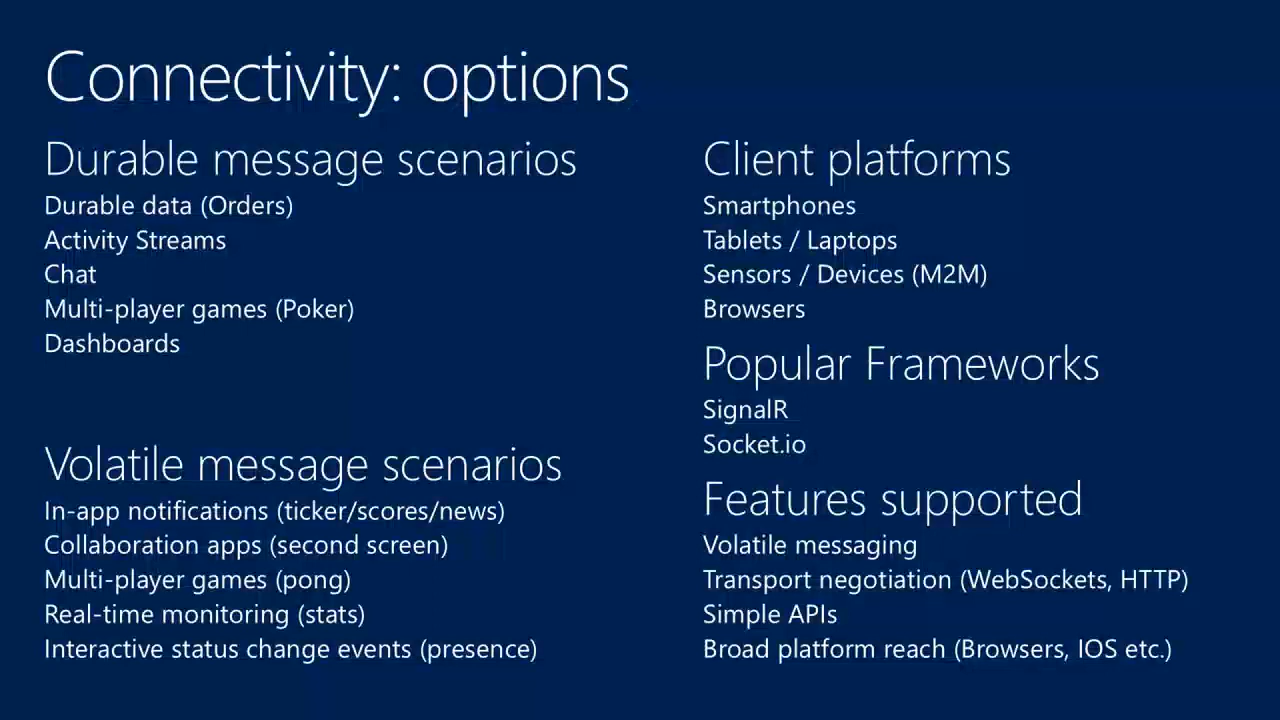 Connectivity: options
Durable message scenarios
Durable data (Orders)
Activity Streams
Chat
Multi-player games (Poker)
Dashboards
Volatile message scenarios
In-app notifications (ticker/scores/news)
Collaboration apps (second screen)
Multi-player games (pong)
Real-time monitoring (stats)
Interactive status change events (presence)
Client platforms
Smartphones
Tablets / Laptops
Sensors / Devices (M2M)
Browsers
Popular Frameworks
SignalR
Socket.io
Features supported
Volatile messaging
Transport negotiation (WebSockets, HTTP)
Simple APIs
Broad platform reach (Browsers, IOS etc.)